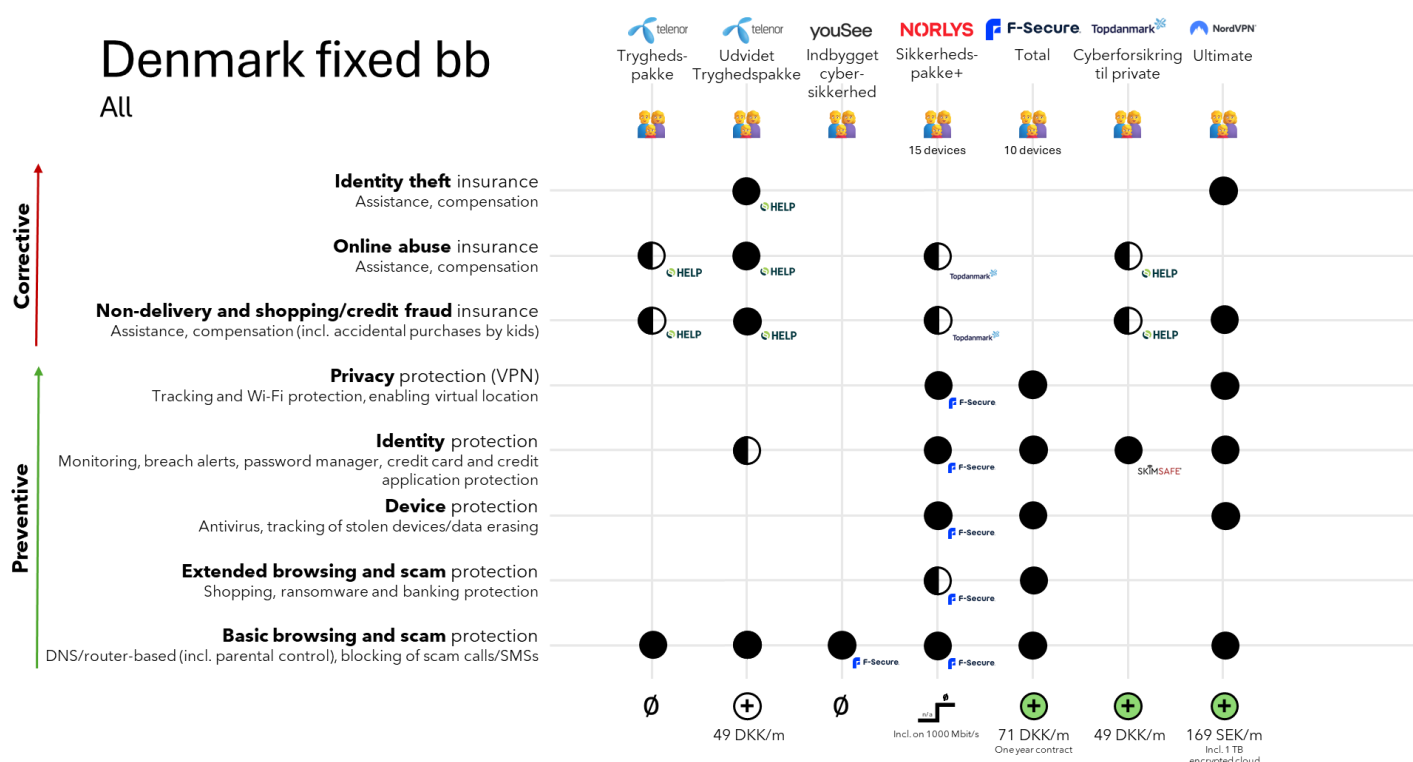 Denmark fixed bb
All
telenor
Trygheds-
pakke
telenor
Udvidet
Tryghedspakke
youSee
Indbygget
cyber-
sikkerhed
NORLYS
Sikkerheds-
pakke+
15 devices
F-Secure
Total
10 devices
Topdanmark
Cyberforsikring
til private
NordVPN
Ultimate
Corrective
Identity theft insurance
Assistance, compensation
HELP
Online abuse insurance
Assistance, compensation
HELP
HELP
Topdanmark
HELP
Non-delivery and shopping/credit fraud insurance
Assistance, compensation (incl. accidental purchases by kids)
HELP
HELP
Topdanmark
HELP
Preventive
Privacy protection (VPN)
Tracking and Wi-Fi protection, enabling virtual location
F-Secure
Identity protection
Monitoring, breach alerts, password manager, credit card and credit
application protection
F-Secure
SKIMSAFE
Device protection
Antivirus, tracking of stolen devices/data erasing
F-Secure
Extended browsing and scam protection
Shopping, ransomware and banking protection
F-Secure
Basic browsing and scam protection
DNS/router-based (incl. parental control), blocking of scam calls/SMSs
F-Secure
F-Secure
Ø
+
49 DKK/m
Ø
n/a
Ø
Incl. on 1000 Mbit/s
+
71 DKK/m
One year contract
+
49 DKK/m
+
169 SEK/m
Incl. 1 TB
encrypted cloud